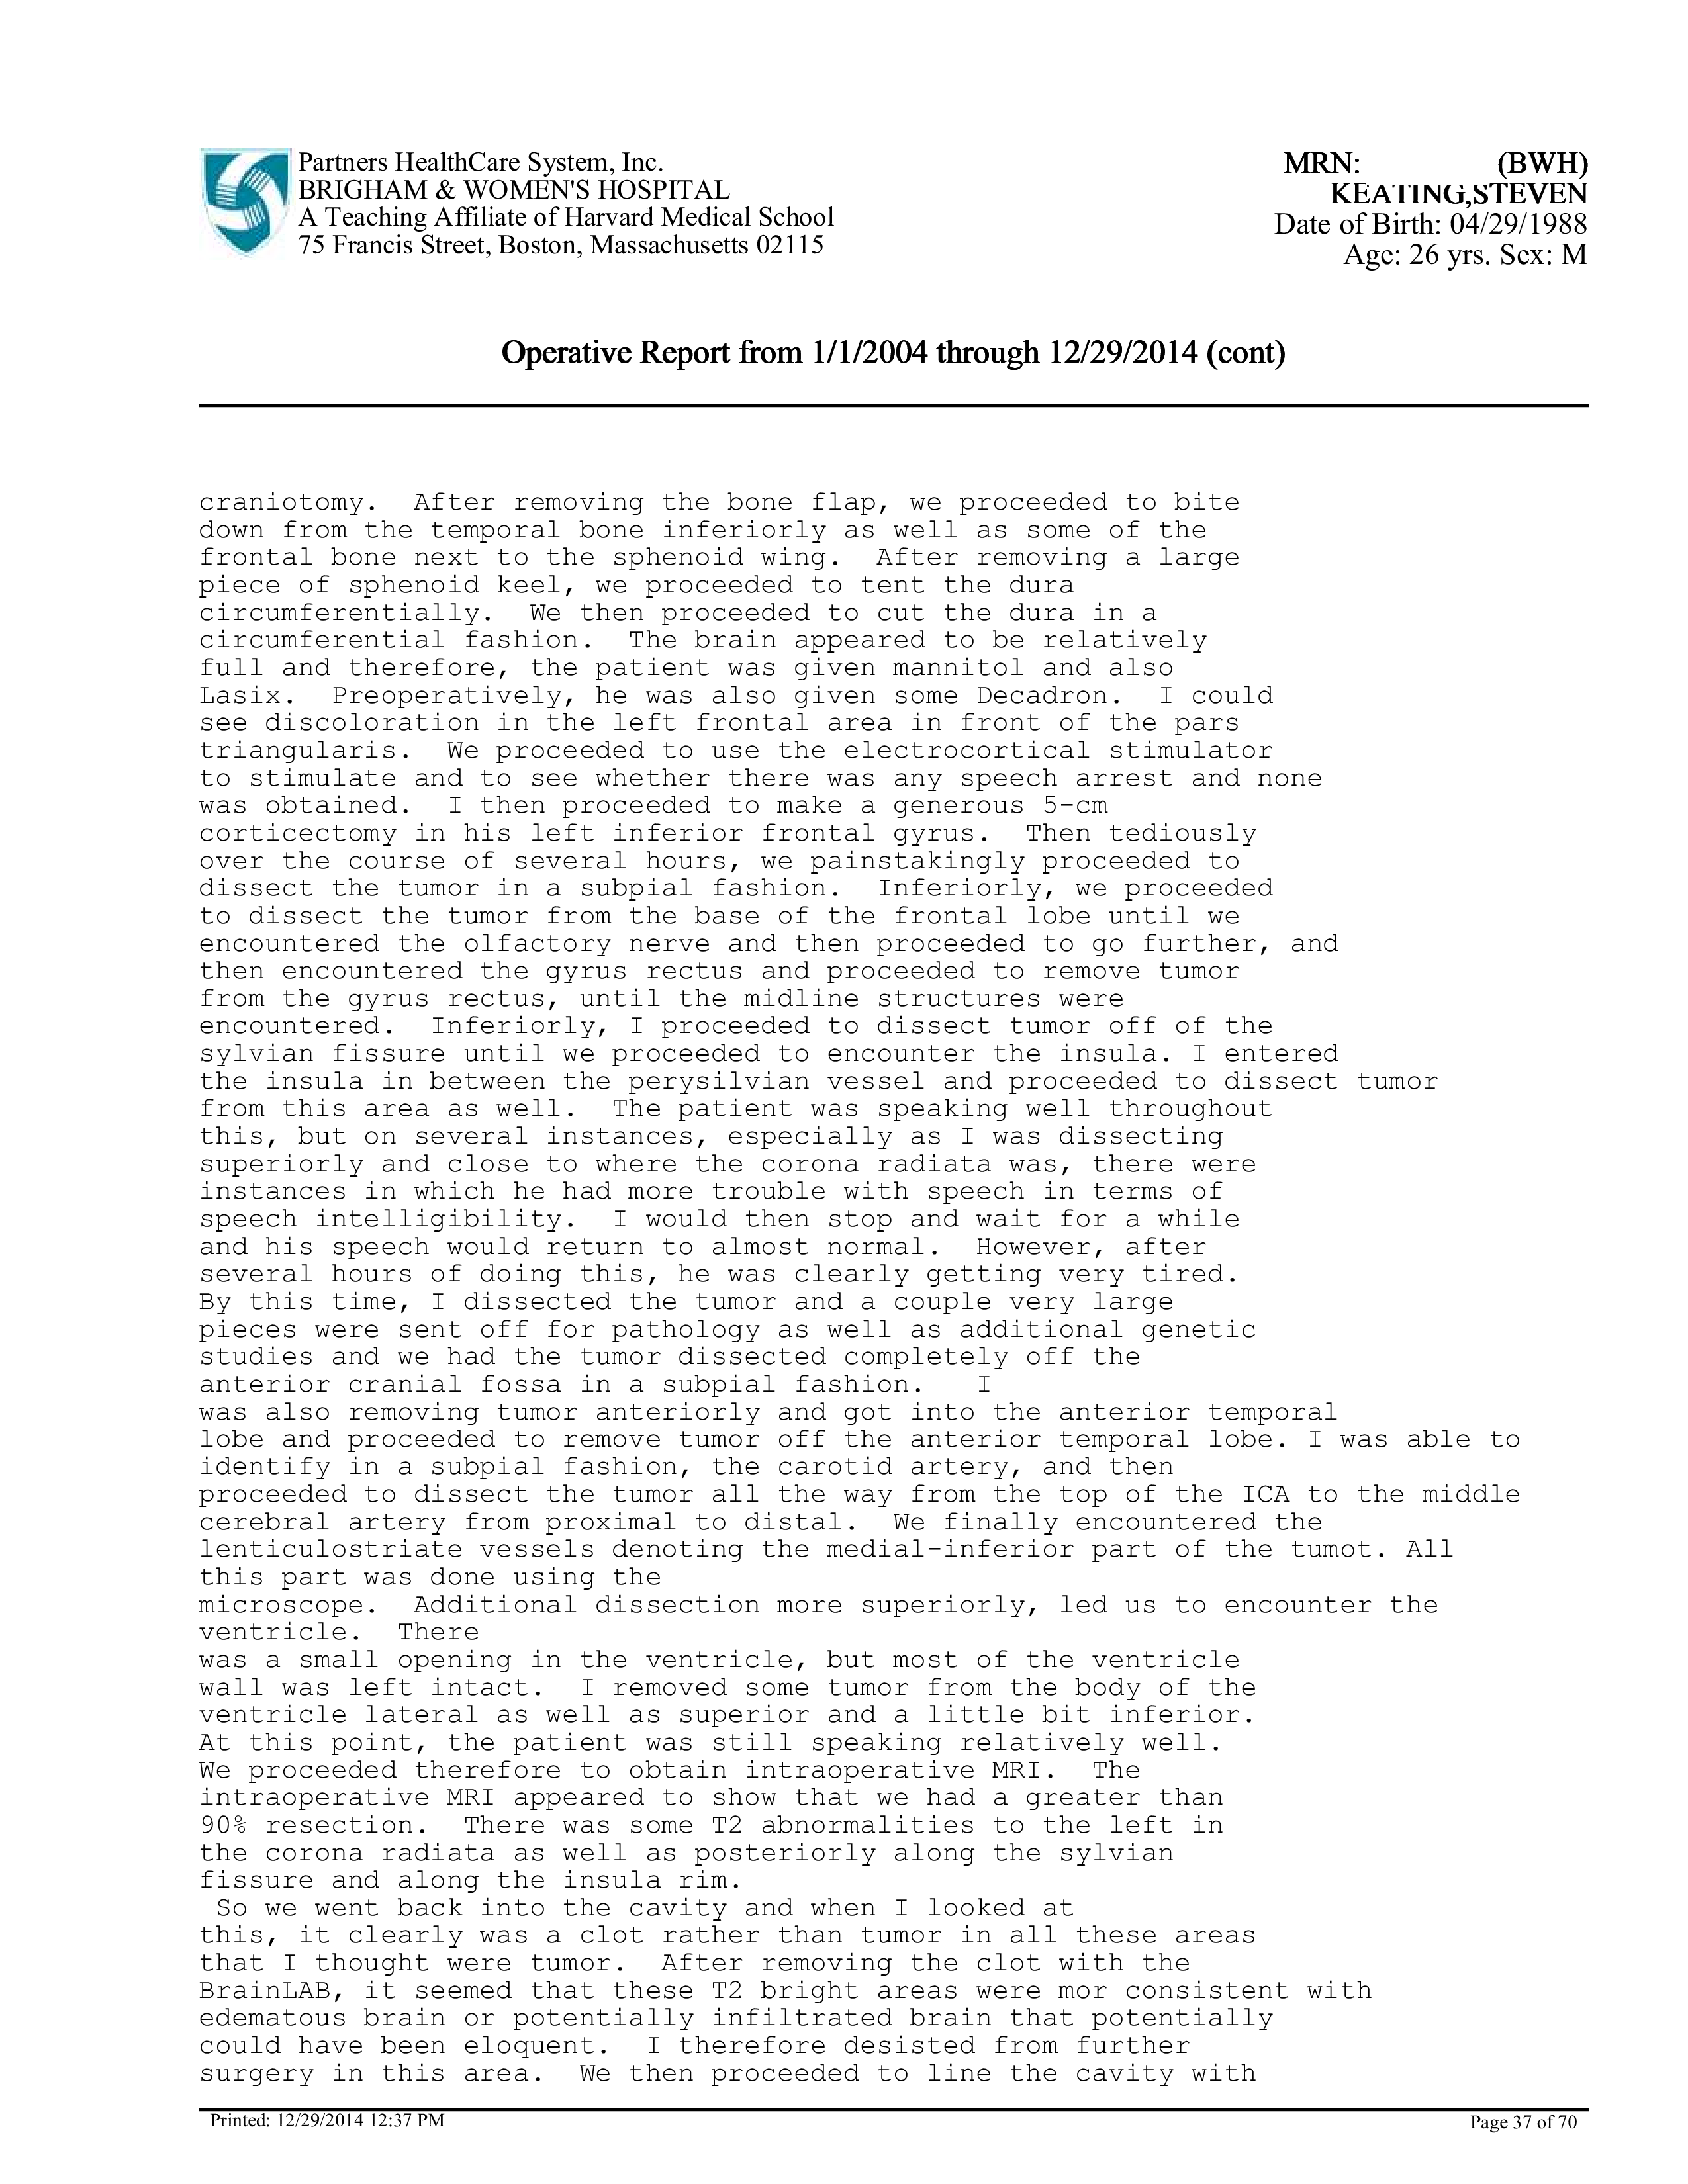 Partners HealthCare System, Inc.
BRIGHAM & WOMEN'S HOSPITAL
A Teaching Affiliate of Harvard Medical School
75 Francis Street, Boston, Massachusetts 02115
MRN: (BWH)
KEATING,STEVEN
Date of Birth: 04/29/1988
Age: 26 yrs. Sex: M
Operative Report from 1/1/2004 through 12/29/2014 (cont)
craniotomy. After removing the bone flap, we proceeded to bite
down from the temporal bone inferiorly as well as some of the
frontal bone next to the sphenoid wing. After removing a large
piece of sphenoid keel, we proceeded to tent the dura
circumferentially. We then proceeded to cut the dura in a
circumferential fashion. The brain appeared to be relatively
full and therefore, the patient was given mannitol and also
Lasix. Preoperatively, he was also given some Decadron. I could
see discoloration in the left frontal area in front of the pars
triangularis. We proceeded to use the electrocortical stimulator
to stimulate and to see whether there was any speech arrest and none
was obtained. I then proceeded to make a generous 5-cm
corticectomy in his left inferior frontal gyrus. Then tediously
over the course of several hours, we painstakingly proceeded to
dissect the tumor in a subpial fashion. Inferiorly, we proceeded
to dissect the tumor from the base of the frontal lobe until we
encountered the olfactory nerve and then proceeded to go further, and
then encountered the gyrus rectus and proceeded to remove tumor
from the gyrus rectus, until the midline structures were
encountered. Inferiorly, I proceeded to dissect tumor off of the
sylvian fissure until we proceeded to encounter the insula. I entered
the insula in between the perysilvian vessel and proceeded to dissect tumor
from this area as well. The patient was speaking well throughout
this, but on several instances, especially as I was dissecting
superiorly and close to where the corona radiata was, there were
instances in which he had more trouble with speech in terms of
speech intelligibility. I would then stop and wait for a while
and his speech would return to almost normal. However, after
several hours of doing this, he was clearly getting very tired.
By this time, I dissected the tumor and a couple very large
pieces were sent off for pathology as well as additional genetic
studies and we had the tumor dissected completely off the
anterior cranial fossa in a subpial fashion. I
was also removing tumor anteriorly and got into the anterior temporal
lobe and proceeded to remove tumor off the anterior temporal lobe. I was able to
identify in a subpial fashion, the carotid artery, and then
proceeded to dissect the tumor all the way from the top of the ICA to the middle
cerebral artery from proximal to distal. We finally encountered the
lenticulostriate vessels denoting the medial-inferior part of the tumot. All
this part was done using the
microscope. Additional dissection more superiorly, led us to encounter the
ventricle. There
was a small opening in the ventricle, but most of the ventricle
wall was left intact. I removed some tumor from the body of the
ventricle lateral as well as superior and a little bit inferior.
At this point, the patient was still speaking relatively well.
We proceeded therefore to obtain intraoperative MRI. The
intraoperative MRI appeared to show that we had a greater than
90% resection. There was some T2 abnormalities to the left in
the corona radiata as well as posteriorly along the sylvian
fissure and along the insula rim.
So we went back into the cavity and when I looked at
this, it clearly was a clot rather than tumor in all these areas
that I thought were tumor. After removing the clot with the
BrainLAB, it seemed that these T2 bright areas were mor consistent with
edematous brain or potentially infiltrated brain that potentially
could have been eloquent. I therefore desisted from further
surgery in this area. We then proceeded to line the cavity with
Printed: 12/29/2014 12:37 PM
Page 37 of 70